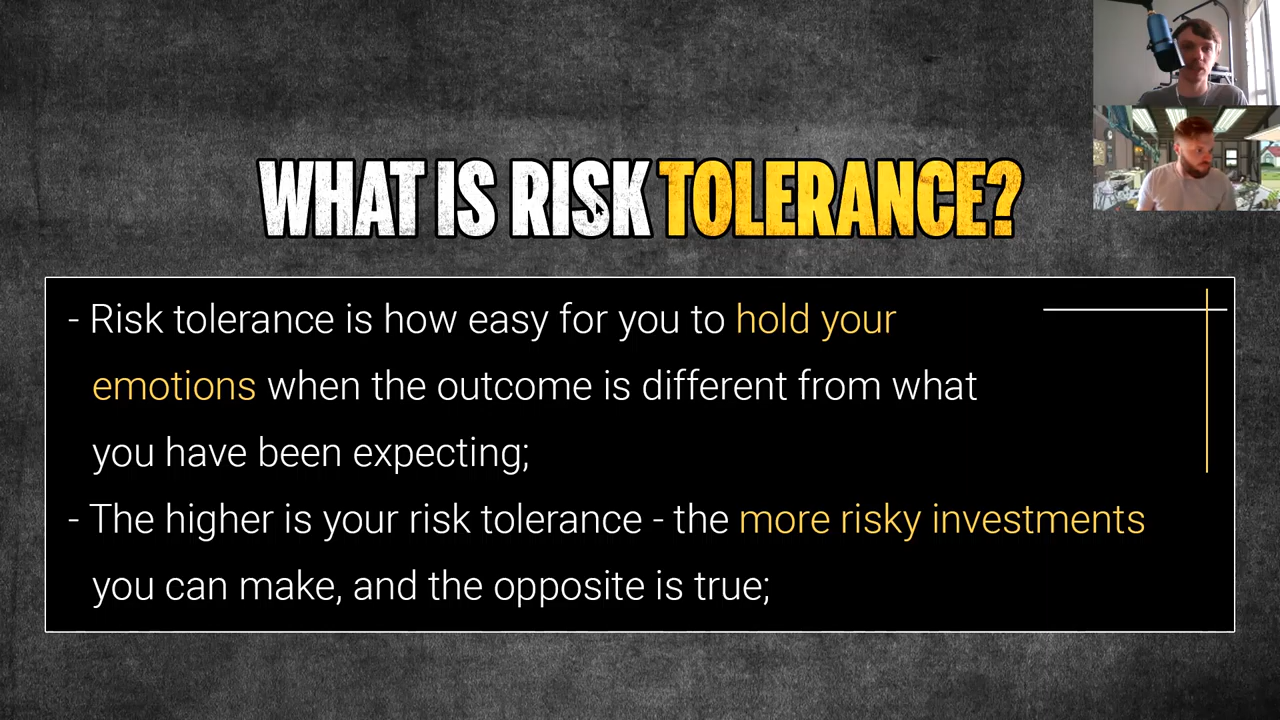 WHAT IS RISK TOLERANCE?
- Risk tolerance is how easy for you to hold your
emotions when the outcome is different from what
you have been expecting;
- The higher is your risk tolerance - the more risky investments
you can make, and the opposite is true;